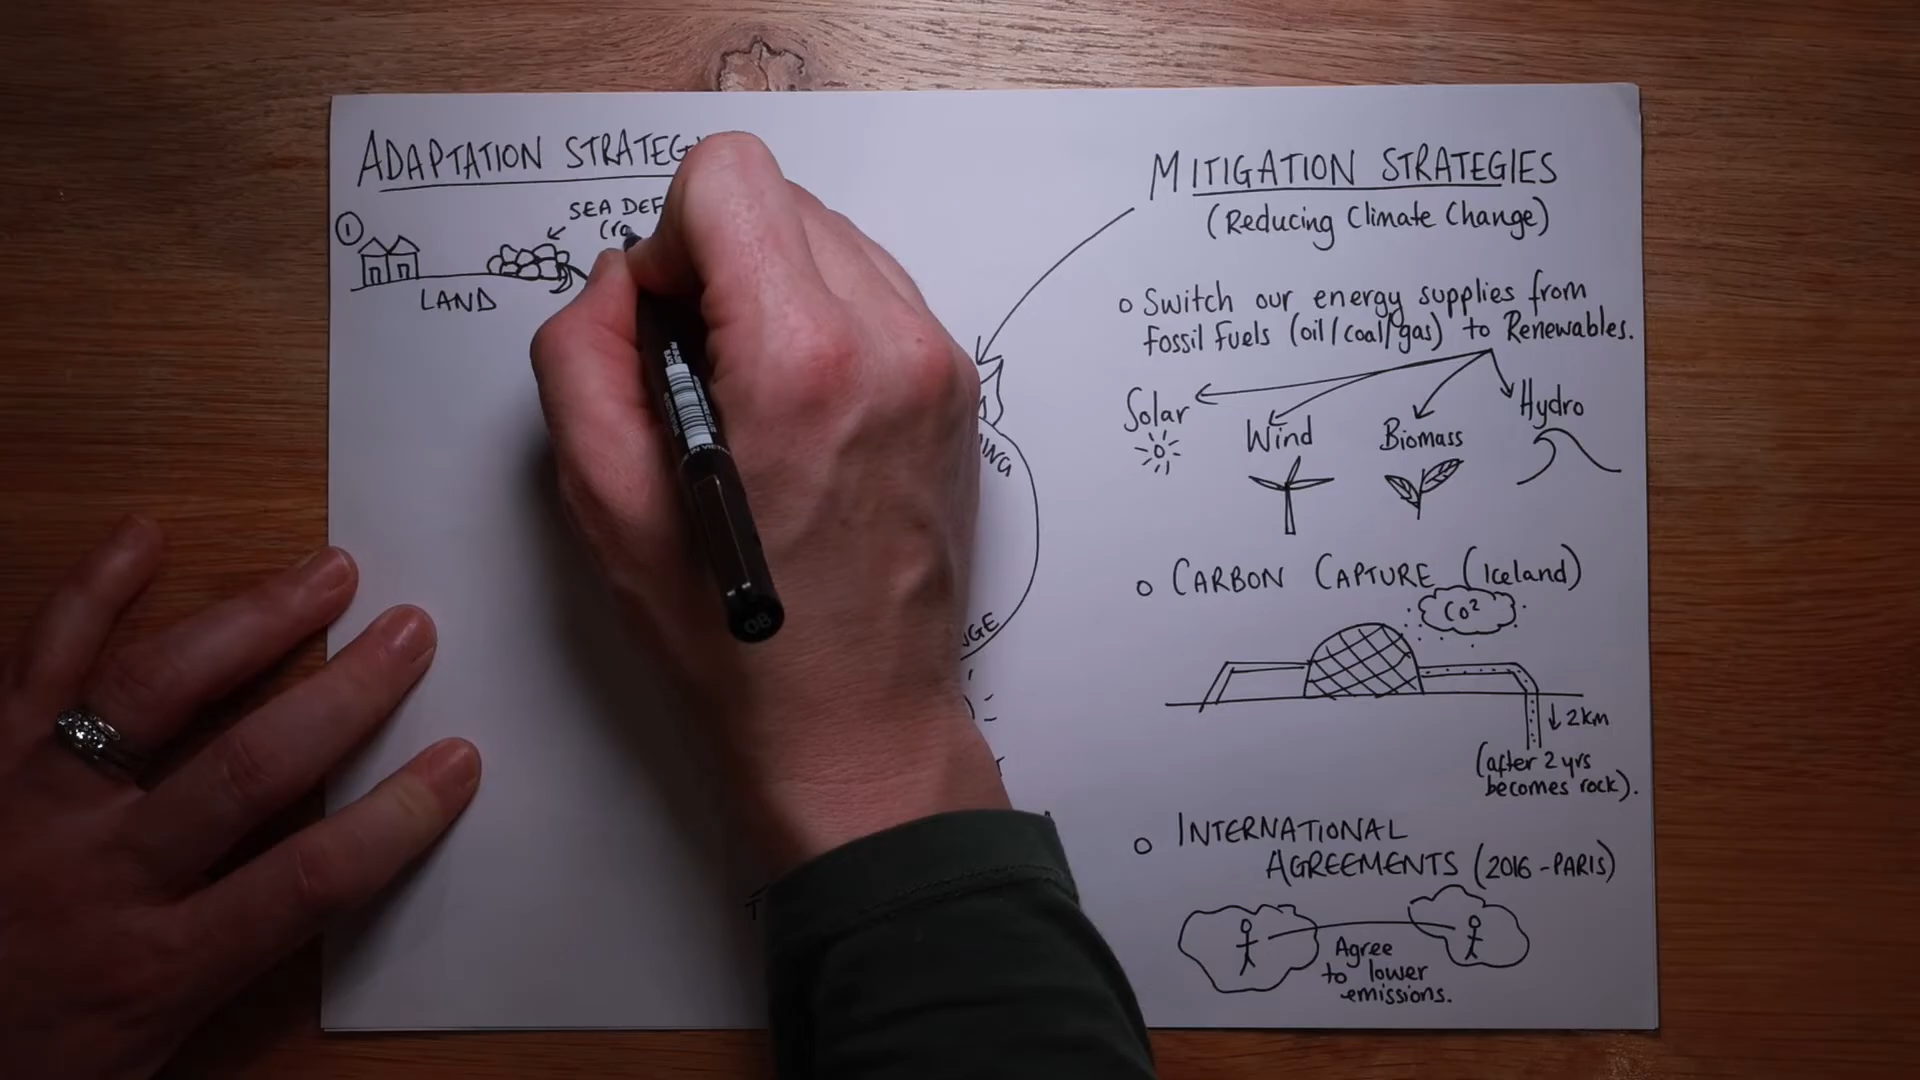 ADAPTATION
①
SEA
LAND
MITIGATION STRATEGIES
(Reducing Climate Change)
o Switch our energy supplies from
fossil fuels (oil/coal/gas) to Renewables.
Solar
Wind
Biomass
Hydro
o CARBON CAPTURE (Iceland)
Co²
↓2km
(after 2 yrs
becomes rock).
o INTERNATIONAL
AGREEMENTS (2016 - PARIS)
Agree
to lower
emissions.
08